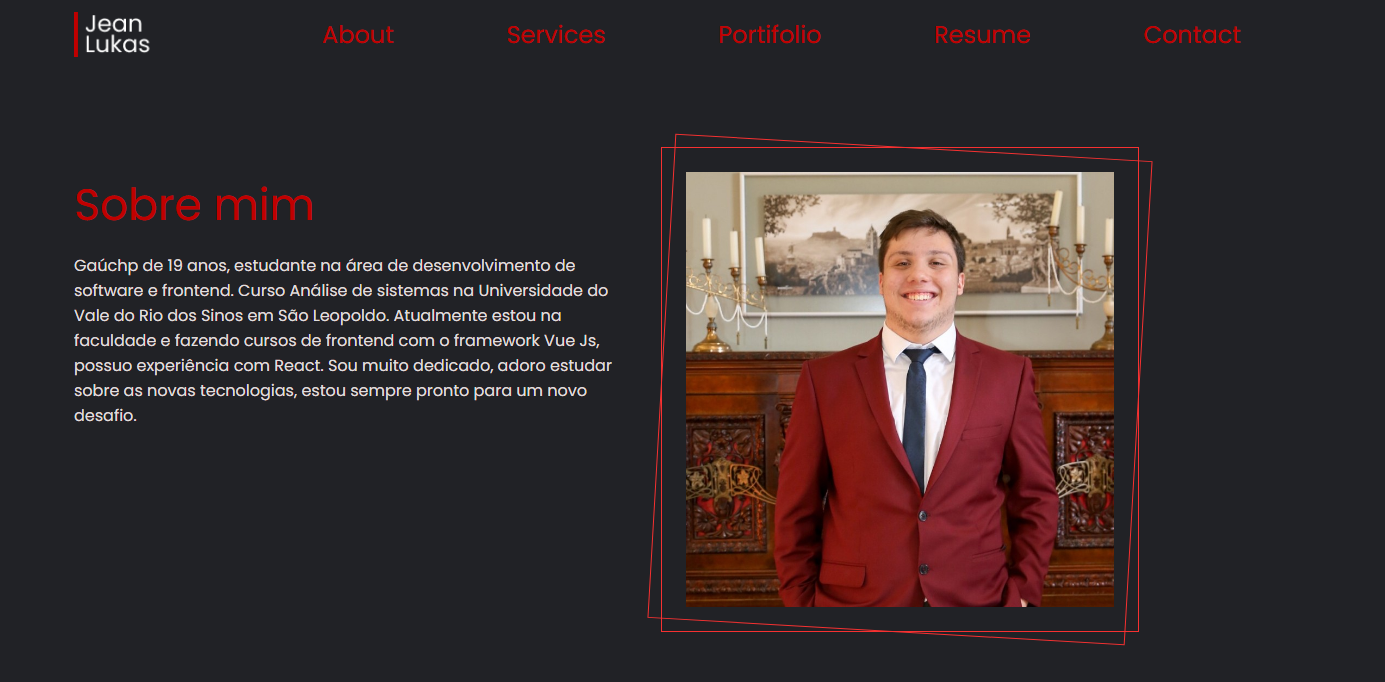 Jean
Lukas
About Services Portifolio Resume Contact
Sobre mim
Gaúchp de 19 anos, estudante na área de desenvolvimento de
software e frontend. Curso Análise de sistemas na Universidade do
Vale do Rio dos Sinos em São Leopoldo. Atualmente estou na
faculdade e fazendo cursos de frontend com o framework Vue Js,
possuo experiência com React. Sou muito dedicado, adoro estudar
sobre as novas tecnologias, estou sempre pronto para um novo
desafio.